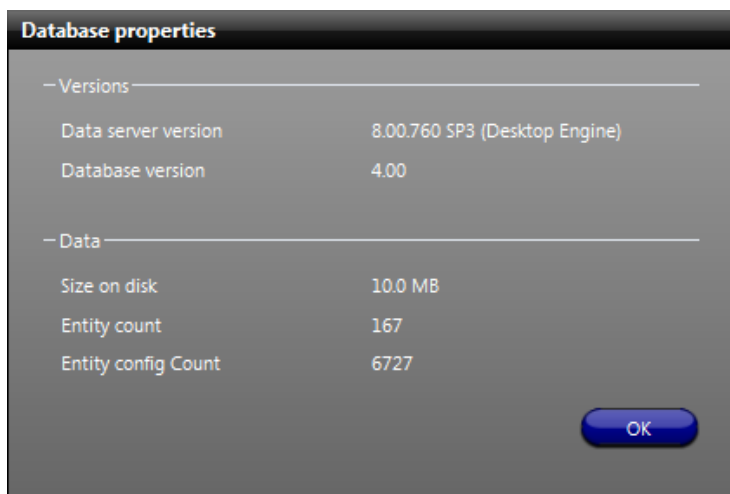 Database properties
Versions
Data server version 8.00.760 SP3 (Desktop Engine)
Database version 4.00
Data
Size on disk 10.0 MB
Entity count 167
Entity config Count 6727
OK